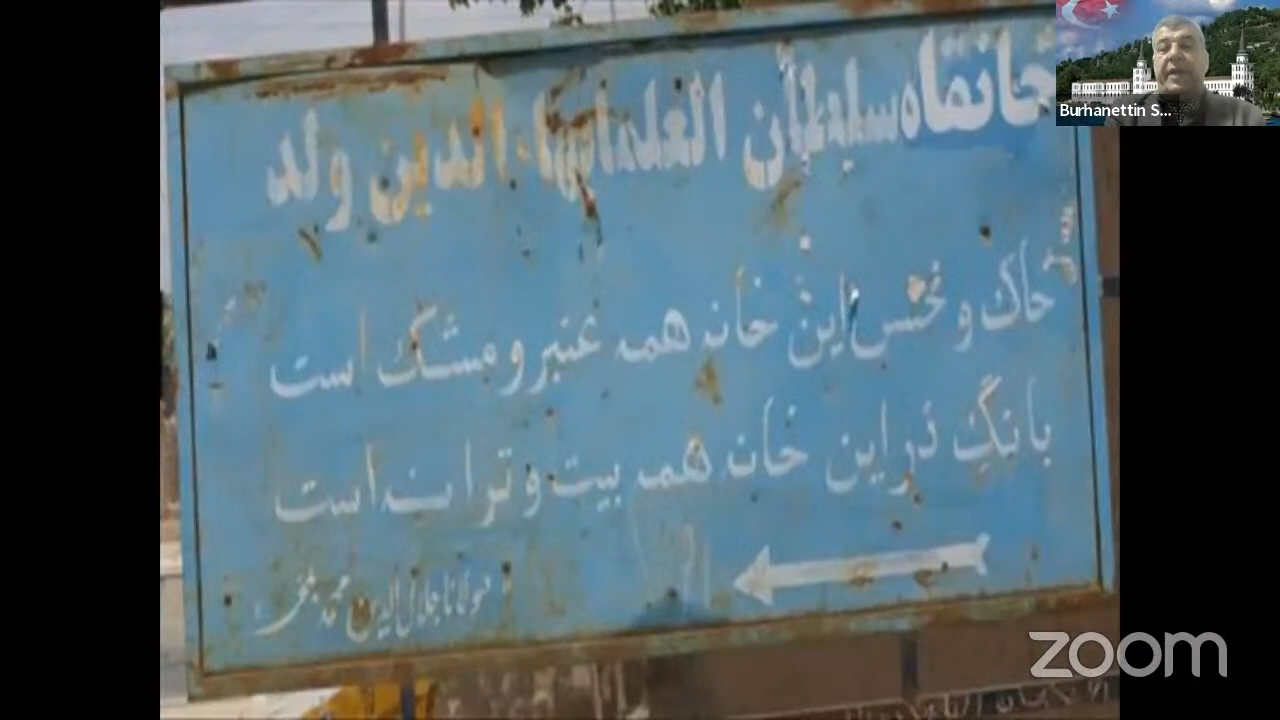 خانقاه سلطان العلما بهاء الدین ولد
خاک و خس این خانه همه عنبر و مشک است
بانگ در این خانه همه بیت و ترانه است
مولانا جلال الدین محمد بلخی
Burhanettin S...
zoom